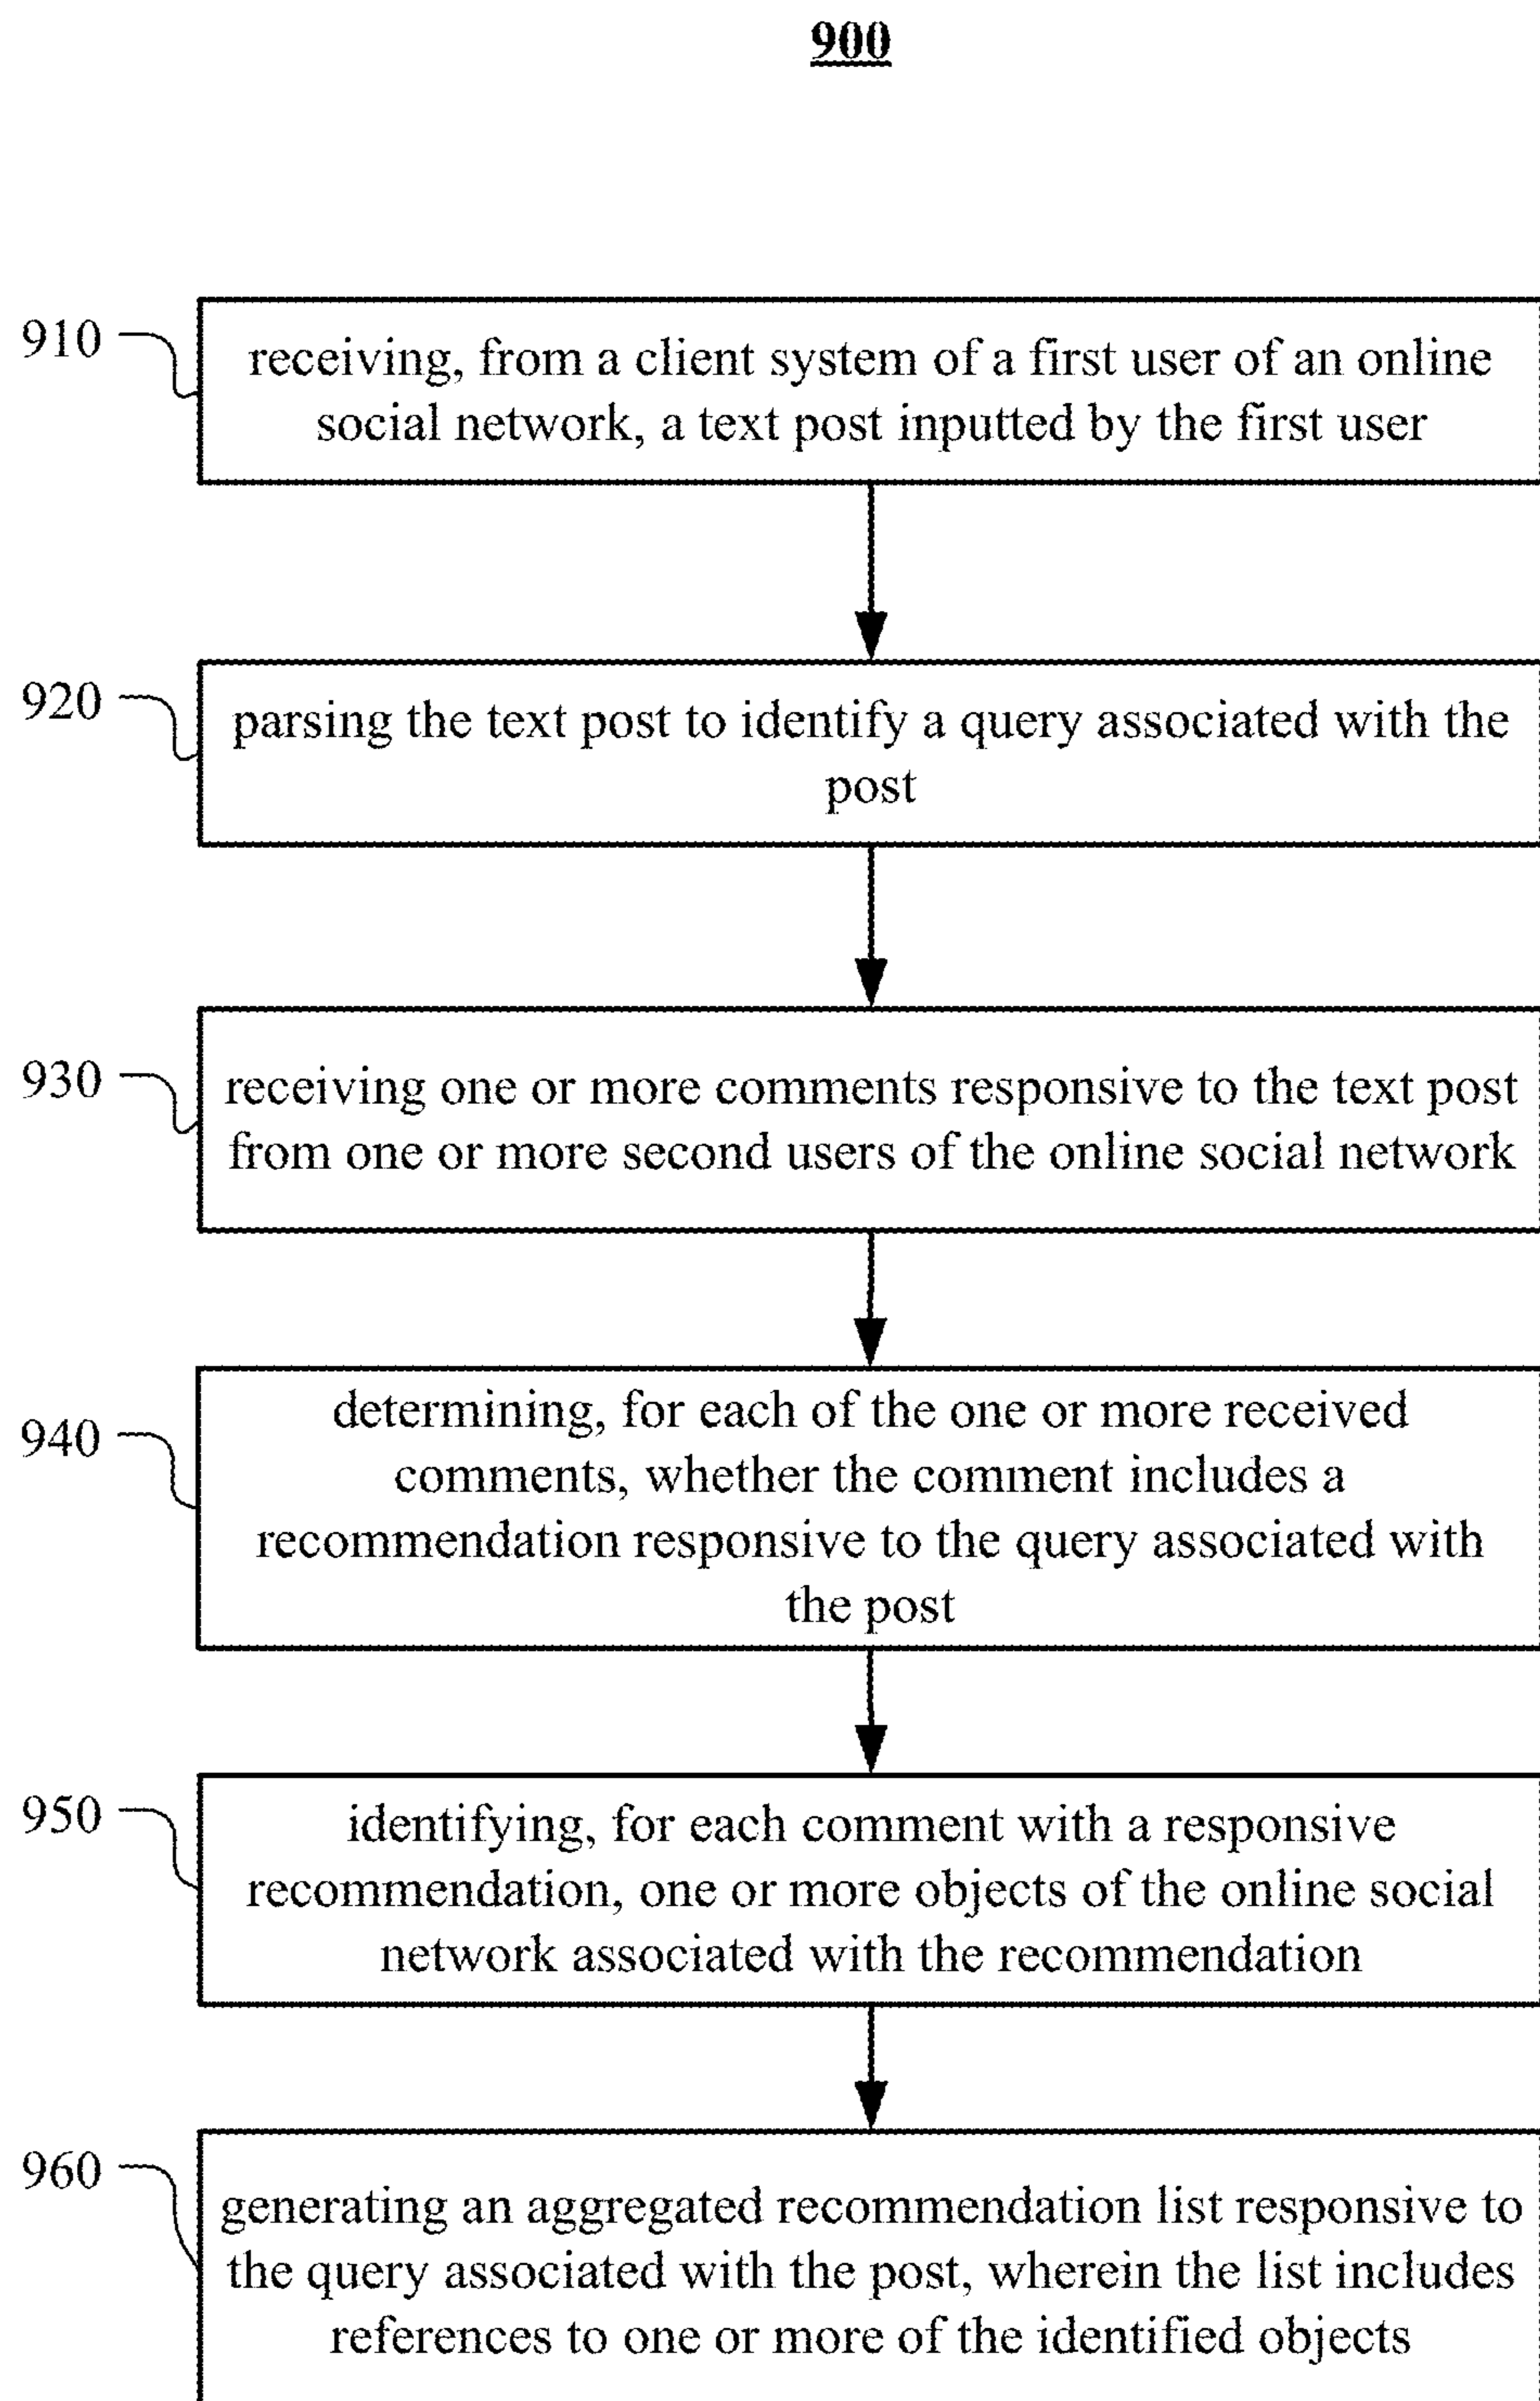 900
910
receiving, from a client system of a first user of an online
social network, a text post inputted by the first user
920
parsing the text post to identify a query associated with the
post
930
receiving one or more comments responsive to the text post
from one or more second users of the online social network
940
determining, for each of the one or more received
comments, whether the comment includes a
recommendation responsive to the query associated with
the post
950
identifying, for each comment with a responsive
recommendation, one or more objects of the online social
network associated with the recommendation
960
generating an aggregated recommendation list responsive to
the query associated with the post, wherein the list includes
references to one or more of the identified objects